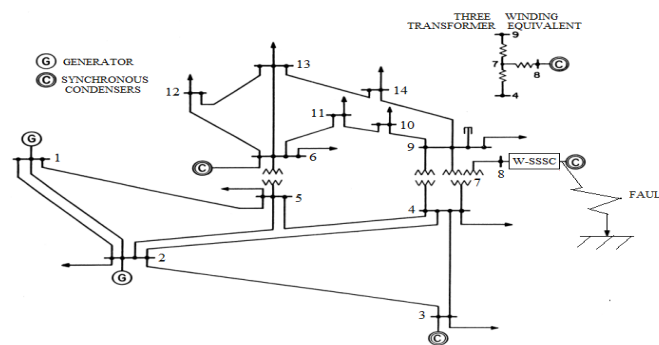 THREE WINDING
TRANSFORMER EQUIVALENT
9
7
C
8
4
G GENERATOR
C SYNCHRONOUS
CONDENSERS
13
14
12
11
10
G
C
6
9
1
W-SSSC
C
7
8
5
4
FAUL
2
G
3
C